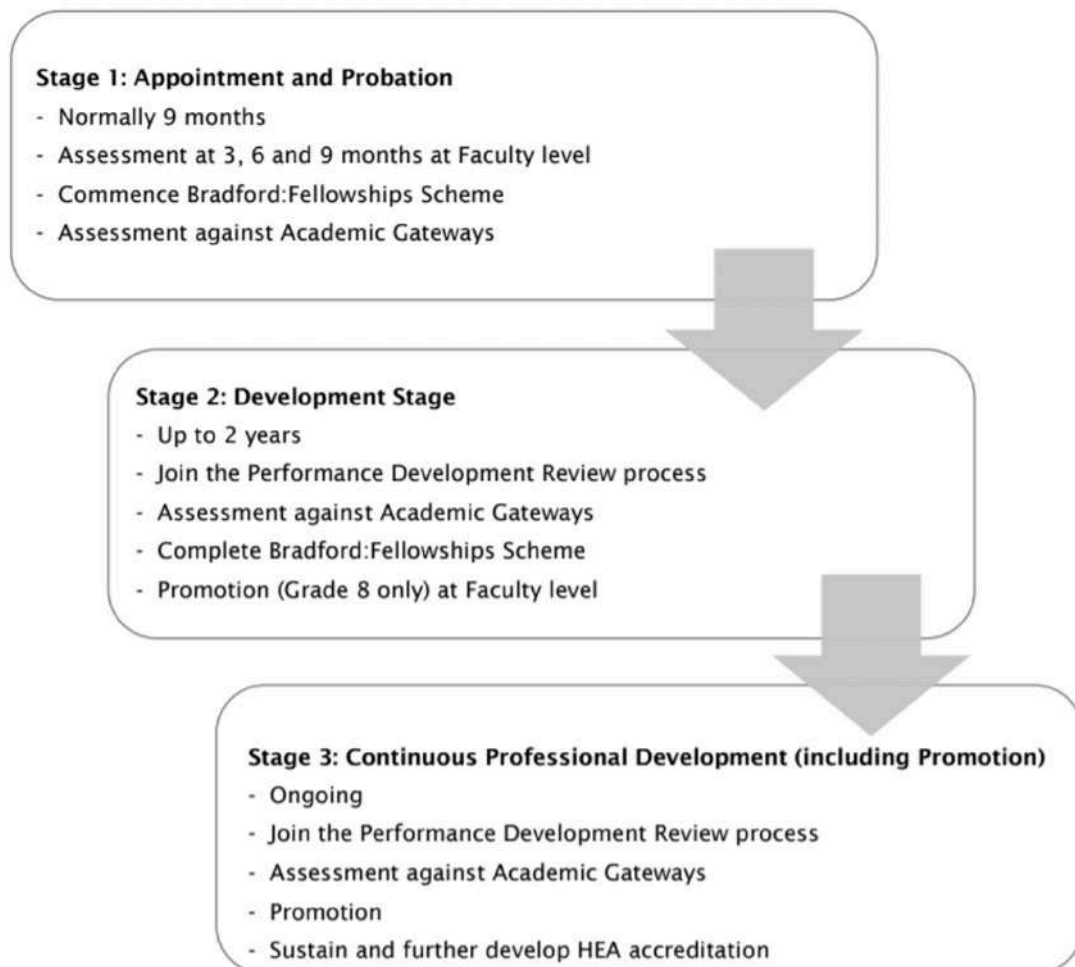 Stage 1: Appointment and Probation
- Normally 9 months
- Assessment at 3, 6 and 9 months at Faculty level
- Commence Bradford:Fellowships Scheme
- Assessment against Academic Gateways
Stage 2: Development Stage
- Up to 2 years
- Join the Performance Development Review process
- Assessment against Academic Gateways
- Complete Bradford:Fellowships Scheme
- Promotion (Grade 8 only) at Faculty level
Stage 3: Continuous Professional Development (including Promotion)
- Ongoing
- Join the Performance Development Review process
- Assessment against Academic Gateways
- Promotion
- Sustain and further develop HEA accreditation